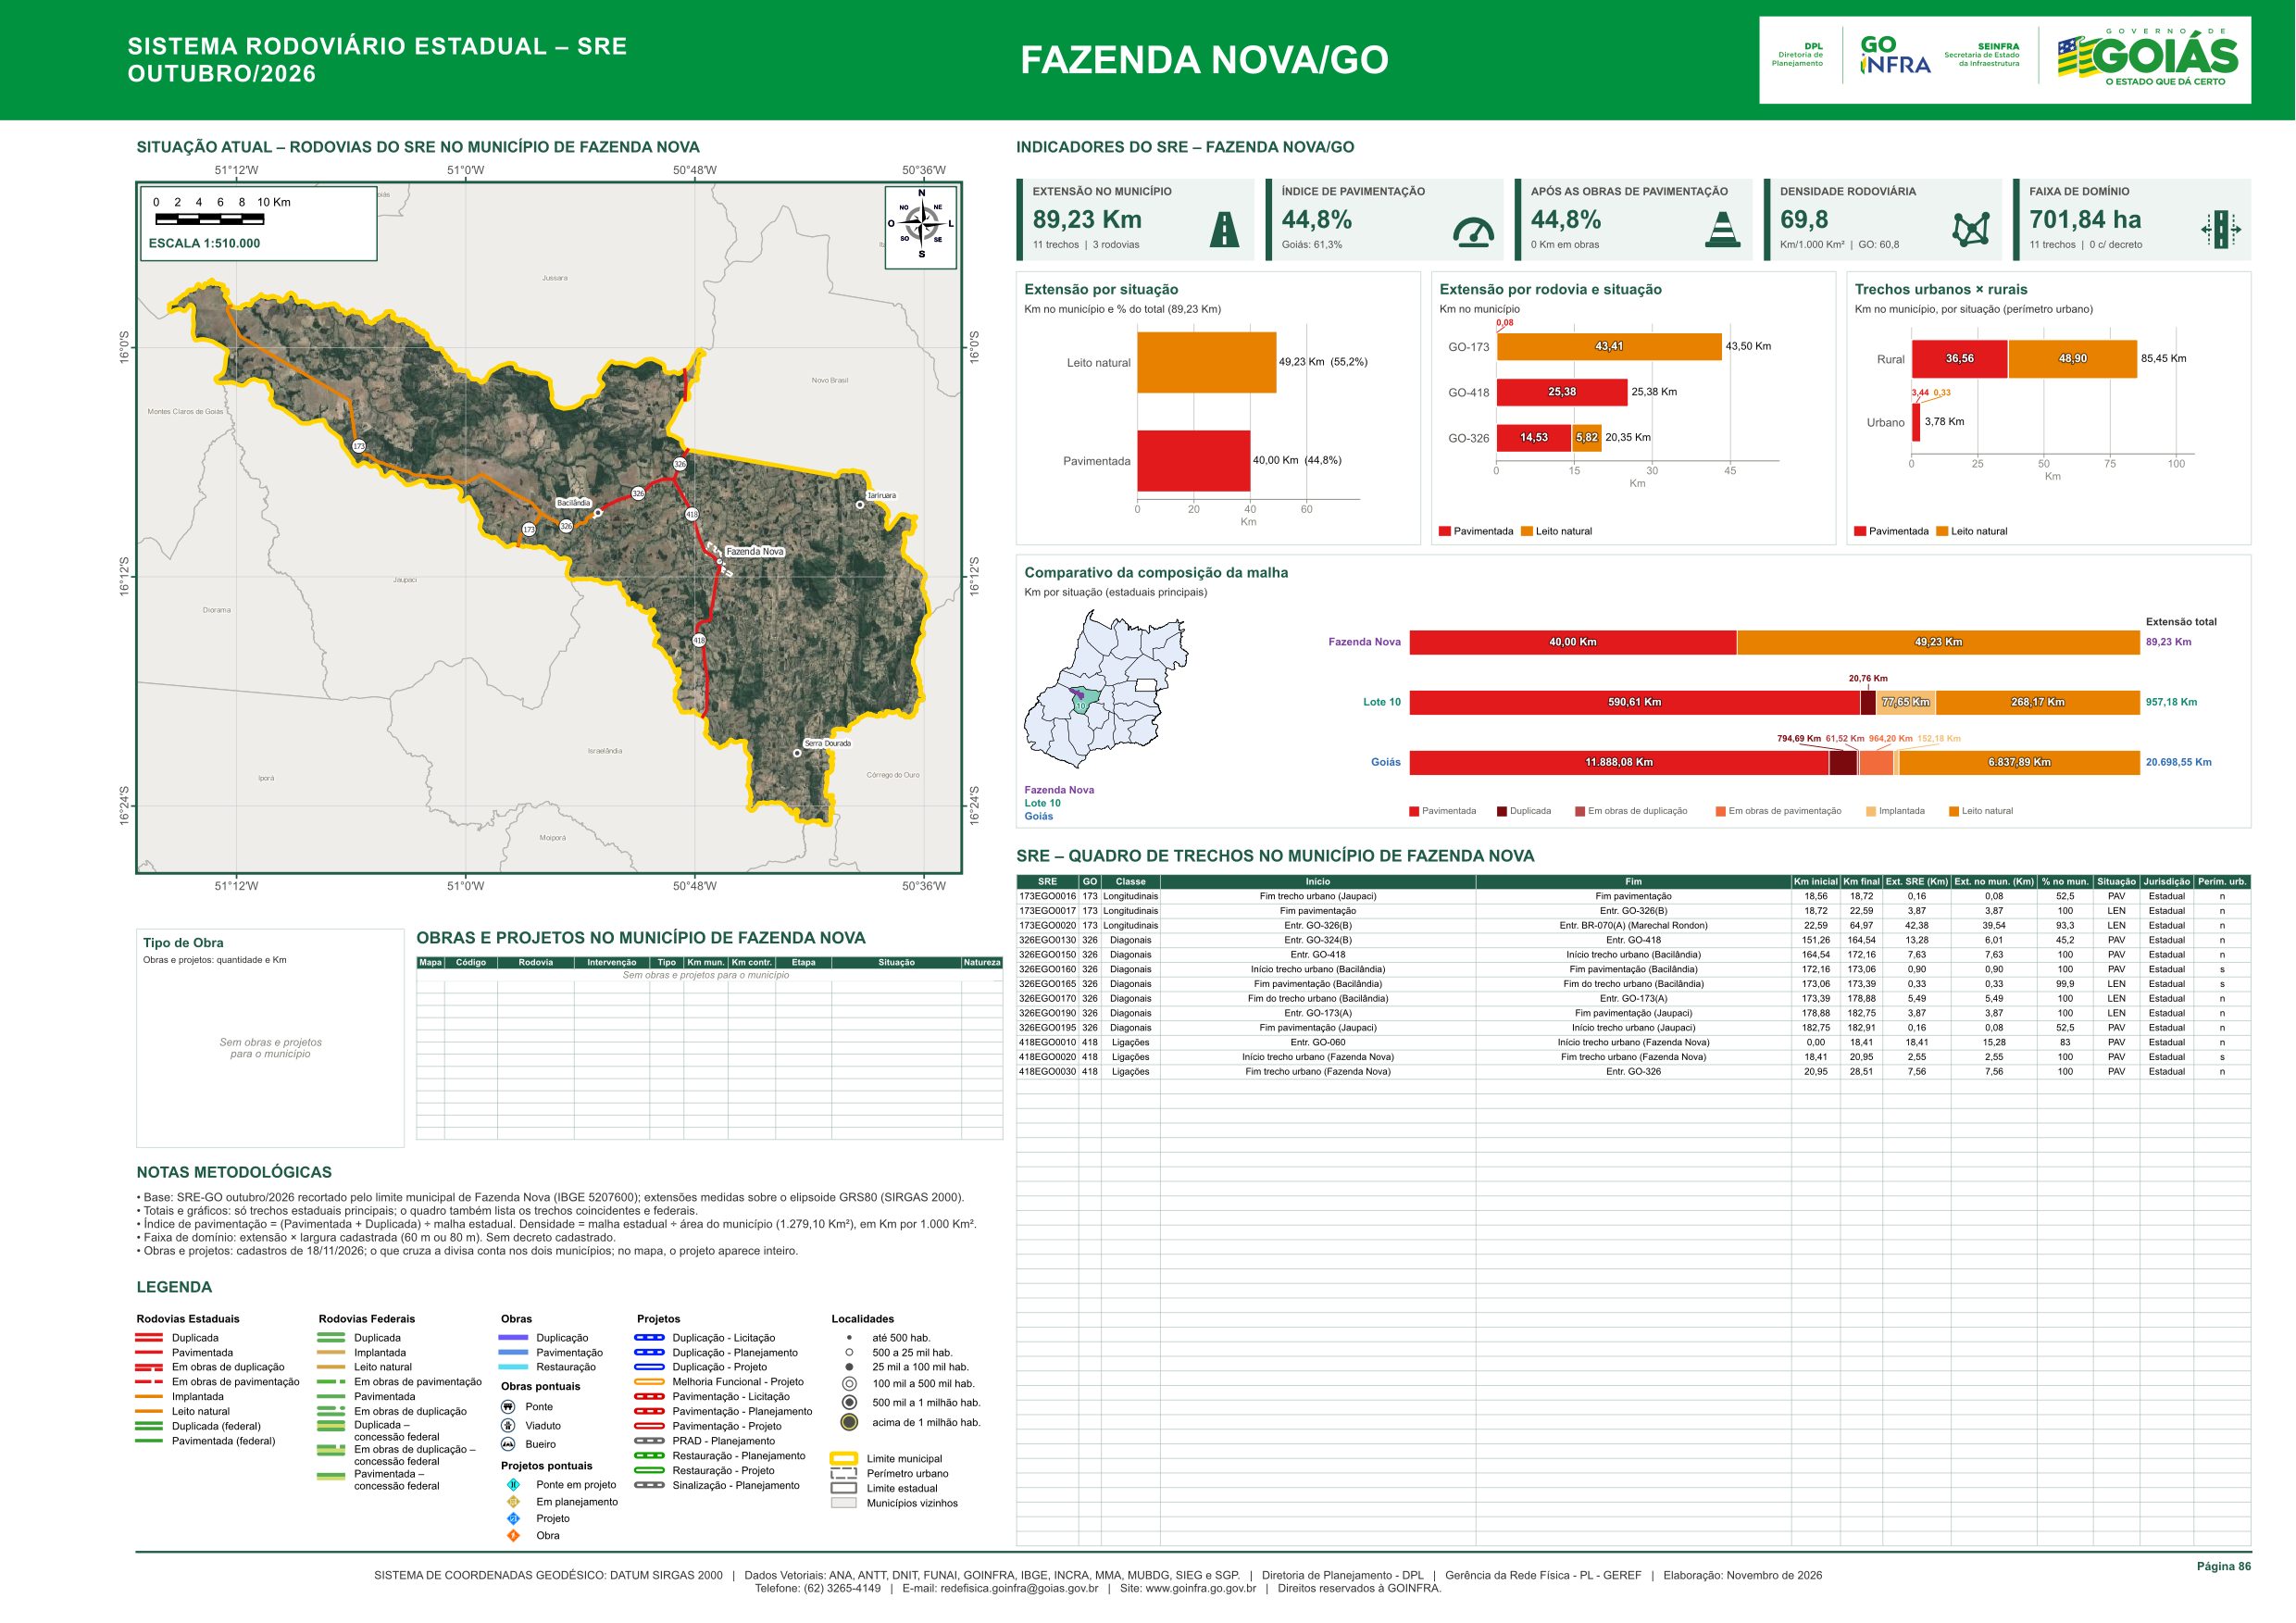 SISTEMA RODOVIÁRIO ESTADUAL – SRE
OUTUBRO/2026
FAZENDA NOVA/GO
DPL
Diretoria de
Planejamento
GO
iNFRA
SEINFRA
Secretaria de Estado
da Infraestrutura
GOVERNO DE
GOIÁS
O ESTADO QUE DÁ CERTO
SITUAÇÃO ATUAL – RODOVIAS DO SRE NO MUNICÍPIO DE FAZENDA NOVA
51°12'W 51°0'W 50°48'W 50°36'W
0 2 4 6 8 10 Km
ESCALA 1:510.000
N
NO NE
O L
SO SE
S
Jussara
16°0'S 16°0'S
Novo Brasil
Montes Claros de Goiás
173
326
Iariruara
326
Bacilândia
418
173 326
Fazenda Nova
16°12'S 16°12'S
Jaupaci
Diorama
418
Serra Dourada
Israelândia
Iporá
Córrego do Ouro
16°24'S 16°24'S
Moiporá
51°12'W 51°0'W 50°48'W 50°36'W
INDICADORES DO SRE – FAZENDA NOVA/GO
EXTENSÃO NO MUNICÍPIO
89,23 Km
11 trechos | 3 rodovias
ÍNDICE DE PAVIMENTAÇÃO
44,8%
Goiás: 61,3%
APÓS AS OBRAS DE PAVIMENTAÇÃO
44,8%
0 Km em obras
DENSIDADE RODOVIÁRIA
69,8
Km/1.000 Km² | GO: 60,8
FAIXA DE DOMÍNIO
701,84 ha
11 trechos | 0 c/ decreto
Extensão por situação
Km no município e % do total (89,23 Km)
Leito natural 49,23 Km (55,2%)
Pavimentada 40,00 Km (44,8%)
0 20 40 60
Km
Extensão por rodovia e situação
Km no município
0,08
GO-173 43,41 43,50 Km
GO-418 25,38 25,38 Km
GO-326 14,53 5,82 20,35 Km
0 15 30 45
Km
Pavimentada Leito natural
Trechos urbanos × rurais
Km no município, por situação (perímetro urbano)
Rural 36,56 48,90 85,45 Km
3,44 0,33
Urbano 3,78 Km
0 25 50 75 100
Km
Pavimentada Leito natural
Comparativo da composição da malha
Km por situação (estaduais principais)
10
Fazenda Nova
Lote 10
Goiás
Extensão total
Fazenda Nova 40,00 Km 49,23 Km 89,23 Km
20,76 Km
Lote 10 590,61 Km 77,65 Km 268,17 Km 957,18 Km
794,69 Km 61,52 Km 964,20 Km 152,18 Km
Goiás 11.888,08 Km 6.837,89 Km 20.698,55 Km
Pavimentada Duplicada Em obras de duplicação Em obras de pavimentação Implantada Leito natural
SRE – QUADRO DE TRECHOS NO MUNICÍPIO DE FAZENDA NOVA
SRE GO Classe Início Fim Km inicial Km final Ext. SRE (Km) Ext. no mun. (Km) % no mun. Situação Jurisdição Perím. urb.
173EGO0016 173 Longitudinais Fim trecho urbano (Jaupaci) Fim pavimentação 18,56 18,72 0,16 0,08 52,5 PAV Estadual n
173EGO0017 173 Longitudinais Fim pavimentação Entr. GO-326(B) 18,72 22,59 3,87 3,87 100 LEN Estadual n
173EGO0020 173 Longitudinais Entr. GO-326(B) Entr. BR-070(A) (Marechal Rondon) 22,59 64,97 42,38 39,54 93,3 LEN Estadual n
326EGO0130 326 Diagonais Entr. GO-324(B) Entr. GO-418 151,26 164,54 13,28 6,01 45,2 PAV Estadual n
326EGO0150 326 Diagonais Entr. GO-418 Início trecho urbano (Bacilândia) 164,54 172,16 7,63 7,63 100 PAV Estadual n
326EGO0160 326 Diagonais Início trecho urbano (Bacilândia) Fim pavimentação (Bacilândia) 172,16 173,06 0,90 0,90 100 PAV Estadual s
326EGO0165 326 Diagonais Fim pavimentação (Bacilândia) Fim do trecho urbano (Bacilândia) 173,06 173,39 0,33 0,33 99,9 LEN Estadual s
326EGO0170 326 Diagonais Fim do trecho urbano (Bacilândia) Entr. GO-173(A) 173,39 178,88 5,49 5,49 100 LEN Estadual n
326EGO0190 326 Diagonais Entr. GO-173(A) Fim pavimentação (Jaupaci) 178,88 182,75 3,87 3,87 100 LEN Estadual n
326EGO0195 326 Diagonais Fim pavimentação (Jaupaci) Início trecho urbano (Jaupaci) 182,75 182,91 0,16 0,08 52,5 PAV Estadual n
418EGO0010 418 Ligações Entr. GO-060 Início trecho urbano (Fazenda Nova) 0,00 18,41 18,41 15,28 83 PAV Estadual n
418EGO0020 418 Ligações Início trecho urbano (Fazenda Nova) Fim trecho urbano (Fazenda Nova) 18,41 20,95 2,55 2,55 100 PAV Estadual s
418EGO0030 418 Ligações Fim trecho urbano (Fazenda Nova) Entr. GO-326 20,95 28,51 7,56 7,56 100 PAV Estadual n
Tipo de Obra
Obras e projetos: quantidade e Km
Sem obras e projetos
para o município
OBRAS E PROJETOS NO MUNICÍPIO DE FAZENDA NOVA
Mapa Código Rodovia Intervenção Tipo Km mun. Km contr. Etapa Situação Natureza
Sem obras e projetos para o município
NOTAS METODOLÓGICAS
• Base: SRE-GO outubro/2026 recortado pelo limite municipal de Fazenda Nova (IBGE 5207600); extensões medidas sobre o elipsoide GRS80 (SIRGAS 2000).
• Totais e gráficos: só trechos estaduais principais; o quadro também lista os trechos coincidentes e federais.
• Índice de pavimentação = (Pavimentada + Duplicada) ÷ malha estadual. Densidade = malha estadual ÷ área do município (1.279,10 Km²), em Km por 1.000 Km².
• Faixa de domínio: extensão × largura cadastrada (60 m ou 80 m). Sem decreto cadastrado.
• Obras e projetos: cadastros de 18/11/2026; o que cruza a divisa conta nos dois municípios; no mapa, o projeto aparece inteiro.
LEGENDA
Rodovias Estaduais
Duplicada
Pavimentada
Em obras de duplicação
Em obras de pavimentação
Implantada
Leito natural
Duplicada (federal)
Pavimentada (federal)
Rodovias Federais
Duplicada
Implantada
Leito natural
Em obras de pavimentação
Pavimentada
Em obras de duplicação
Duplicada –
concessão federal
Em obras de duplicação –
concessão federal
Pavimentada –
concessão federal
Obras
Duplicação
Pavimentação
Restauração
Obras pontuais
Ponte
Viaduto
Bueiro
Projetos pontuais
Ponte em projeto
Em planejamento
Projeto
Obra
Projetos
Duplicação - Licitação
Duplicação - Planejamento
Duplicação - Projeto
Melhoria Funcional - Projeto
Pavimentação - Licitação
Pavimentação - Planejamento
Pavimentação - Projeto
PRAD - Planejamento
Restauração - Planejamento
Restauração - Projeto
Sinalização - Planejamento
Localidades
até 500 hab.
500 a 25 mil hab.
25 mil a 100 mil hab.
100 mil a 500 mil hab.
500 mil a 1 milhão hab.
acima de 1 milhão hab.
Limite municipal
Perímetro urbano
Limite estadual
Municípios vizinhos
SISTEMA DE COORDENADAS GEODÉSICO: DATUM SIRGAS 2000 | Dados Vetoriais: ANA, ANTT, DNIT, FUNAI, GOINFRA, IBGE, INCRA, MMA, MUBDG, SIEG e SGP. | Diretoria de Planejamento - DPL | Gerência da Rede Física - PL - GEREF | Elaboração: Novembro de 2026
Telefone: (62) 3265-4149 | E-mail: redefisica.goinfra@goias.gov.br | Site: www.goinfra.go.gov.br | Direitos reservados à GOINFRA.
Página 86